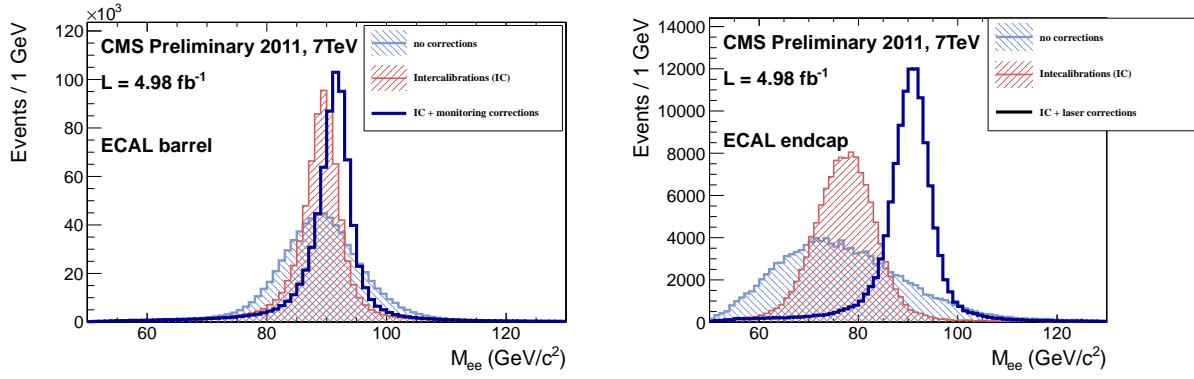 ×10³
120
100
80
60
40
20
0
Events / 1 GeV
CMS Preliminary 2011, 7TeV
L = 4.98 fb⁻¹
ECAL barrel
no corrections
Intercalibrations (IC)
IC + monitoring corrections
60 80 100 120
M_ee (GeV/c²)
14000
12000
10000
8000
6000
4000
2000
0
Events / 1 GeV
CMS Preliminary 2011, 7TeV
L = 4.98 fb⁻¹
ECAL endcap
no corrections
Intecalibrations (IC)
IC + laser corrections
60 80 100 120
M_ee (GeV/c²)